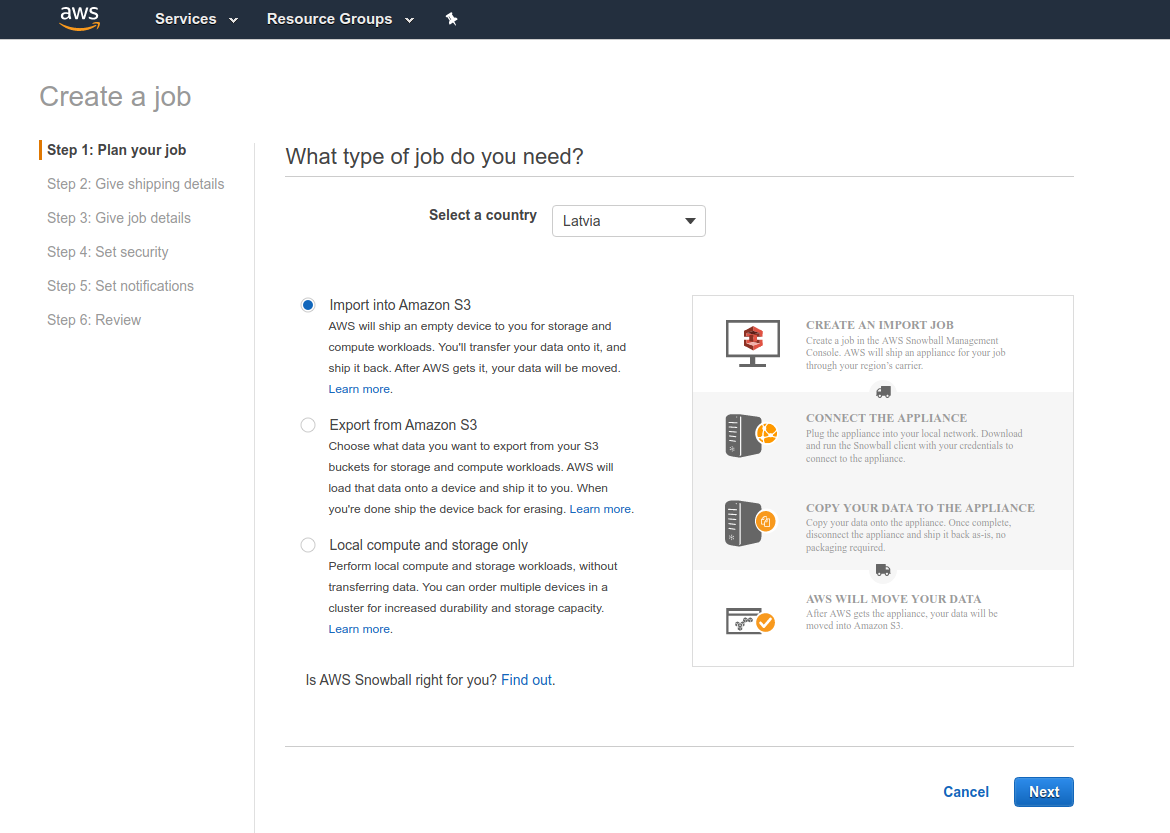 aws Services Resource Groups
Create a job
Step 1: Plan your job
Step 2: Give shipping details
Step 3: Give job details
Step 4: Set security
Step 5: Set notifications
Step 6: Review
What type of job do you need?
Select a country Latvia
Import into Amazon S3
AWS will ship an empty device to you for storage and
compute workloads. You'll transfer your data onto it, and
ship it back. After AWS gets it, your data will be moved.
Learn more.
Export from Amazon S3
Choose what data you want to export from your S3
buckets for storage and compute workloads. AWS will
load that data onto a device and ship it to you. When
you're done ship the device back for erasing. Learn more.
Local compute and storage only
Perform local compute and storage workloads, without
transferring data. You can order multiple devices in a
cluster for increased durability and storage capacity.
Learn more.
CREATE AN IMPORT JOB
Create a job in the AWS Snowball Management
Console. AWS will ship an appliance for your job
through your region's carrier.
CONNECT THE APPLIANCE
Plug the appliance into your local network. Download
and run the Snowball client with your credentials to
connect to the appliance.
COPY YOUR DATA TO THE APPLIANCE
Copy your data onto the appliance. Once complete,
disconnect the appliance and ship it back as-is, no
packaging required.
AWS WILL MOVE YOUR DATA
After AWS gets the appliance, your data will be
moved into Amazon S3.
Is AWS Snowball right for you? Find out.
Cancel Next